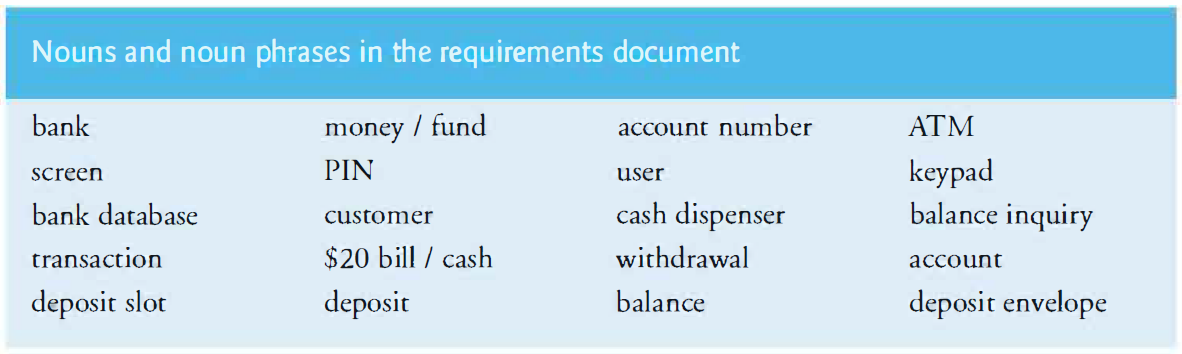 Nouns and noun phrases in the requirements document
bank money / fund account number ATM
screen PIN user keypad
bank database customer cash dispenser balance inquiry
transaction $20 bill / cash withdrawal account
deposit slot deposit balance deposit envelope